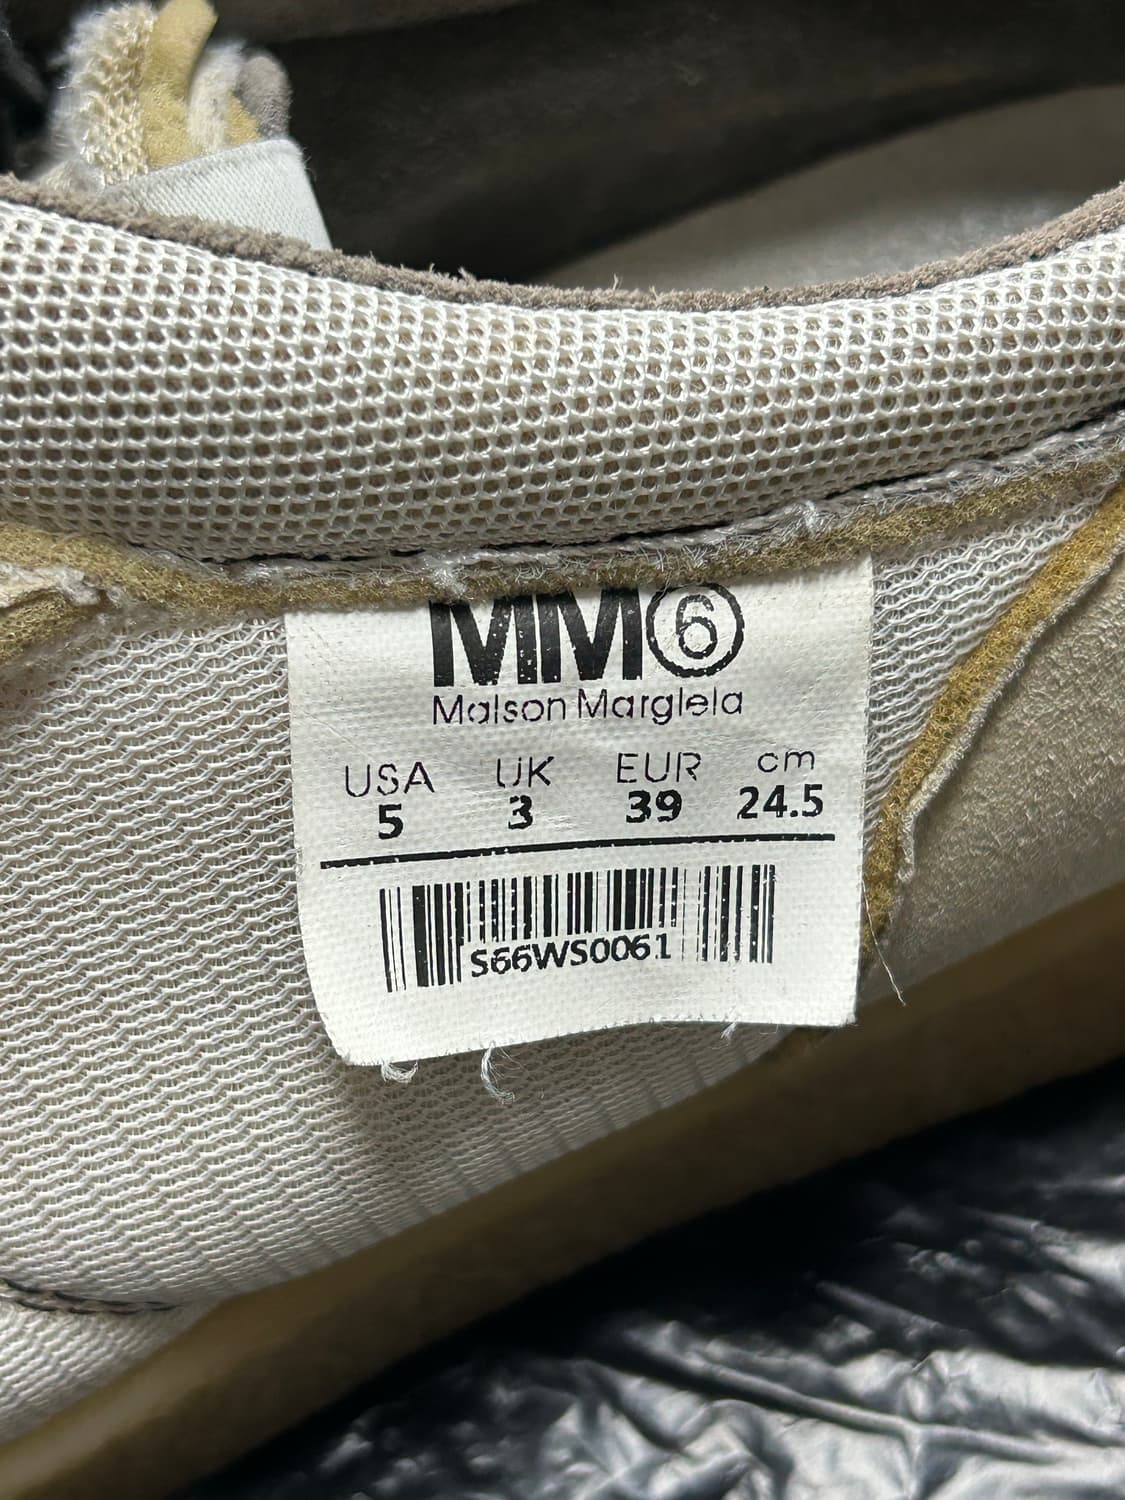 MM⑥
Maison Margiela
USA UK EUR cm
5 3 39 24.5
S66WS0061